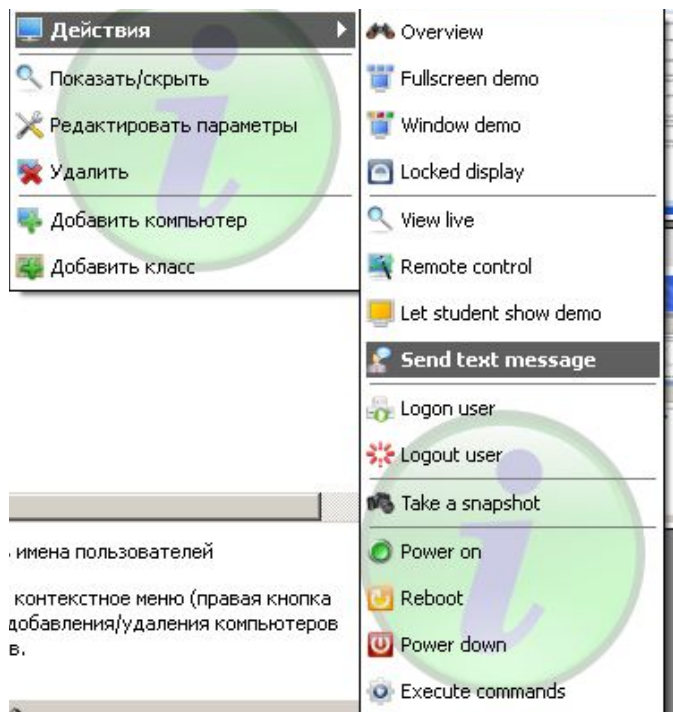 Действия
Показать/скрыть
Редактировать параметры
Удалить
Добавить компьютер
Добавить класс
Overview
Fullscreen demo
Window demo
Locked display
View live
Remote control
Let student show demo
Send text message
Logon user
Logout user
Take a snapshot
Power on
Reboot
Power down
Execute commands
имена пользователей
контекстное меню (правая кнопка
добавления/удаления компьютеров
в.